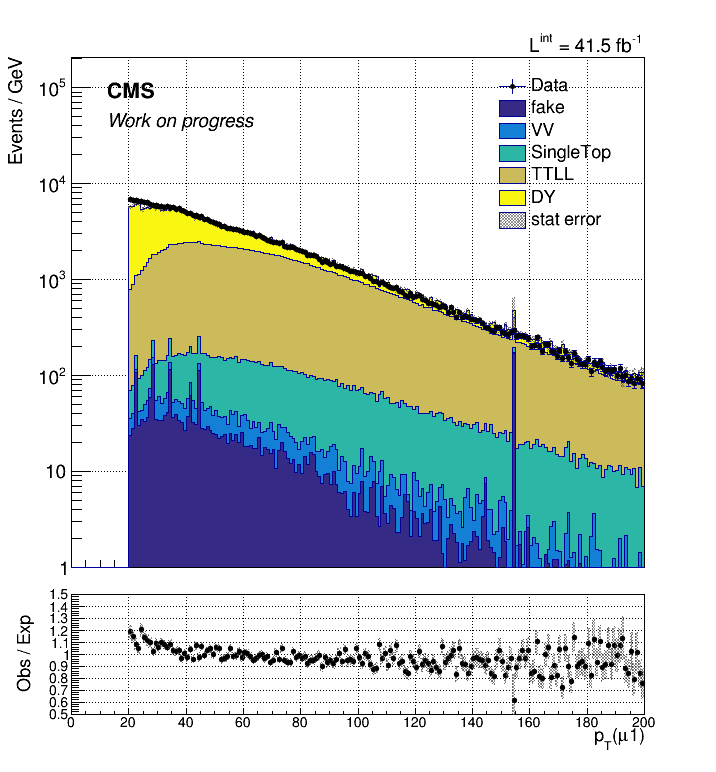 L^int = 41.5 fb^-1
Events / GeV
CMS
Work on progress
Data
fake
VV
SingleTop
TTLL
DY
stat error
10^5
10^4
10^3
10^2
10
1
Obs / Exp
1.5
1.4
1.3
1.2
1.1
1
0.9
0.8
0.7
0.6
0.5
0 20 40 60 80 100 120 140 160 180 200
p_T(μ1)